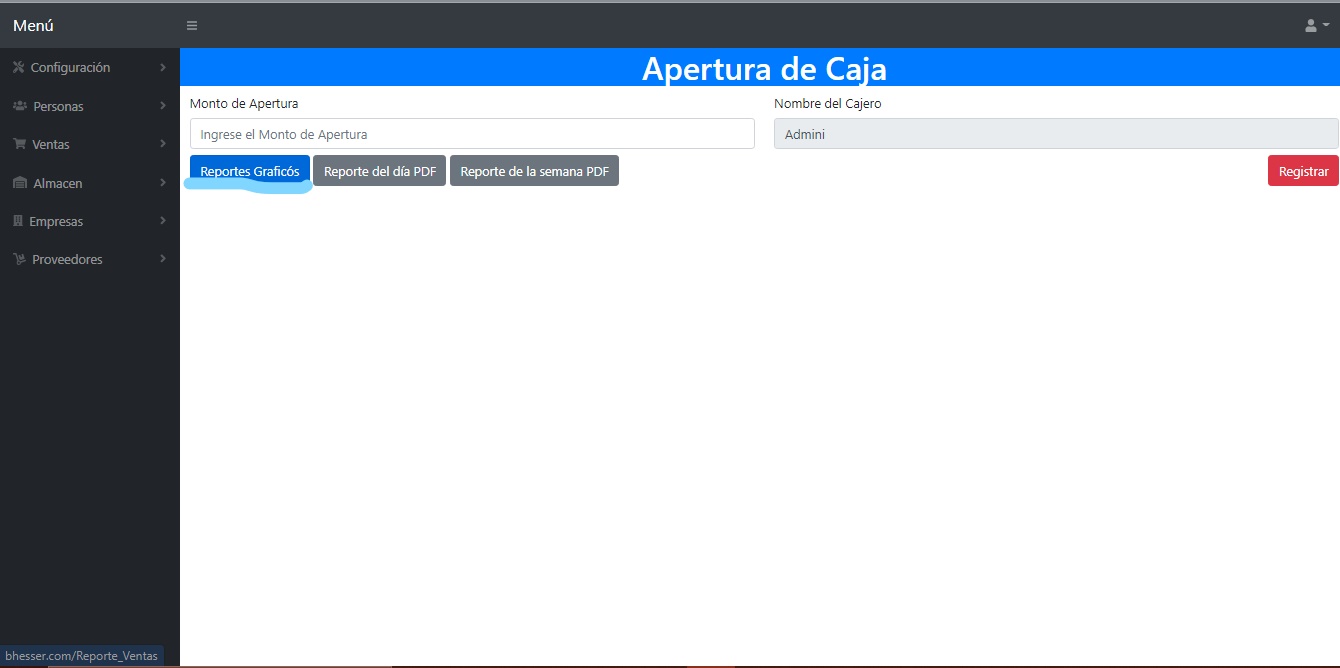 Menú
Apertura de Caja
Configuración
Personas
Ventas
Almacen
Empresas
Proveedores
Monto de Apertura
Nombre del Cajero
Ingrese el Monto de Apertura
Admini
Reportes Graficós
Reporte del día PDF
Reporte de la semana PDF
Registrar
bhesser.com/Reporte_Ventas